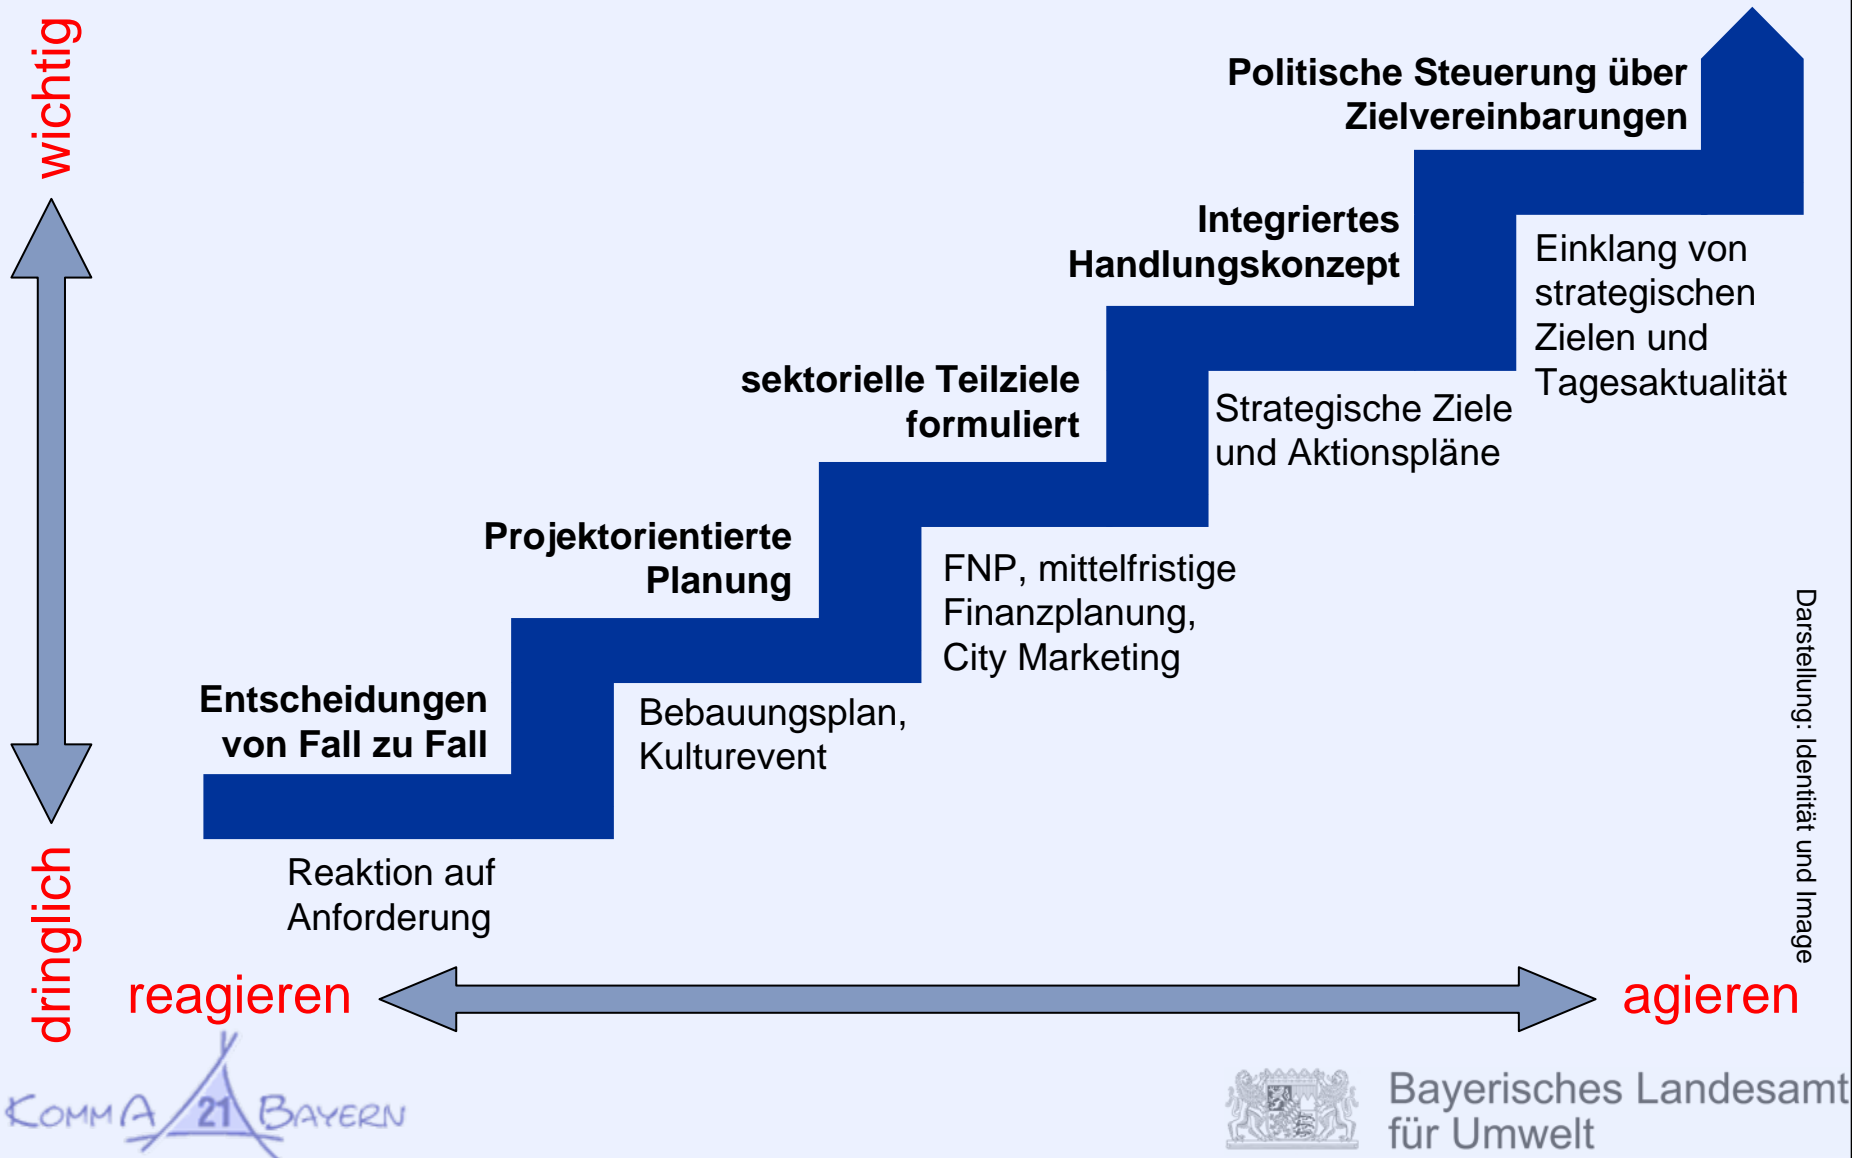 wichtig
Politische Steuerung über
Zielvereinbarungen
Integriertes
Handlungskonzept
Einklang von
strategischen
Zielen und
Tagesaktualität
sektorielle Teilziele
formuliert
Strategische Ziele
und Aktionspläne
Projektorientierte
Planung
FNP, mittelfristige
Finanzplanung,
City Marketing
Entscheidungen
von Fall zu Fall
Bebauungsplan,
Kulturevent
Reaktion auf
Anforderung
Darstellung: Identität und Image
dringlich
reagieren
agieren
KOMMA 21 BAYERN
Bayerisches Landesamt
für Umwelt